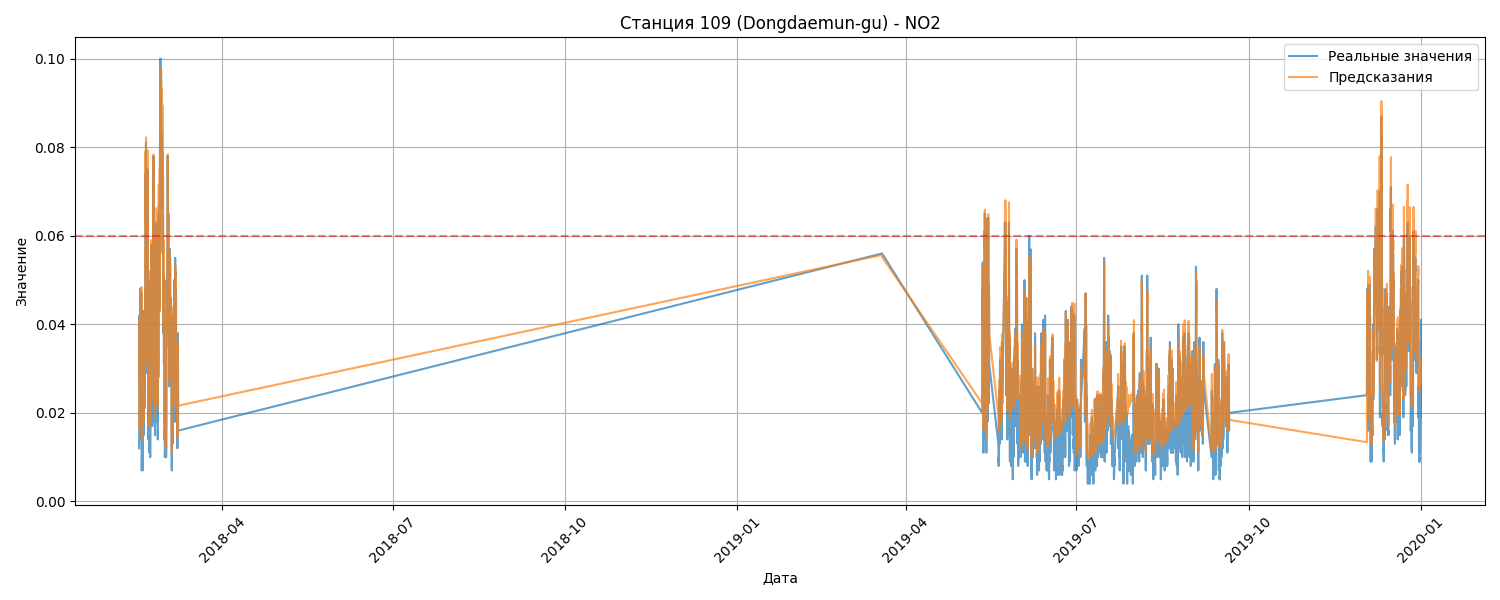 Станция 109 (Dongdaemun-gu) - NO2
Реальные значения
Предсказания
Значение
0.10
0.08
0.06
0.04
0.02
0.00
2018-04
2018-07
2018-10
2019-01
2019-04
2019-07
2019-10
2020-01
Дата